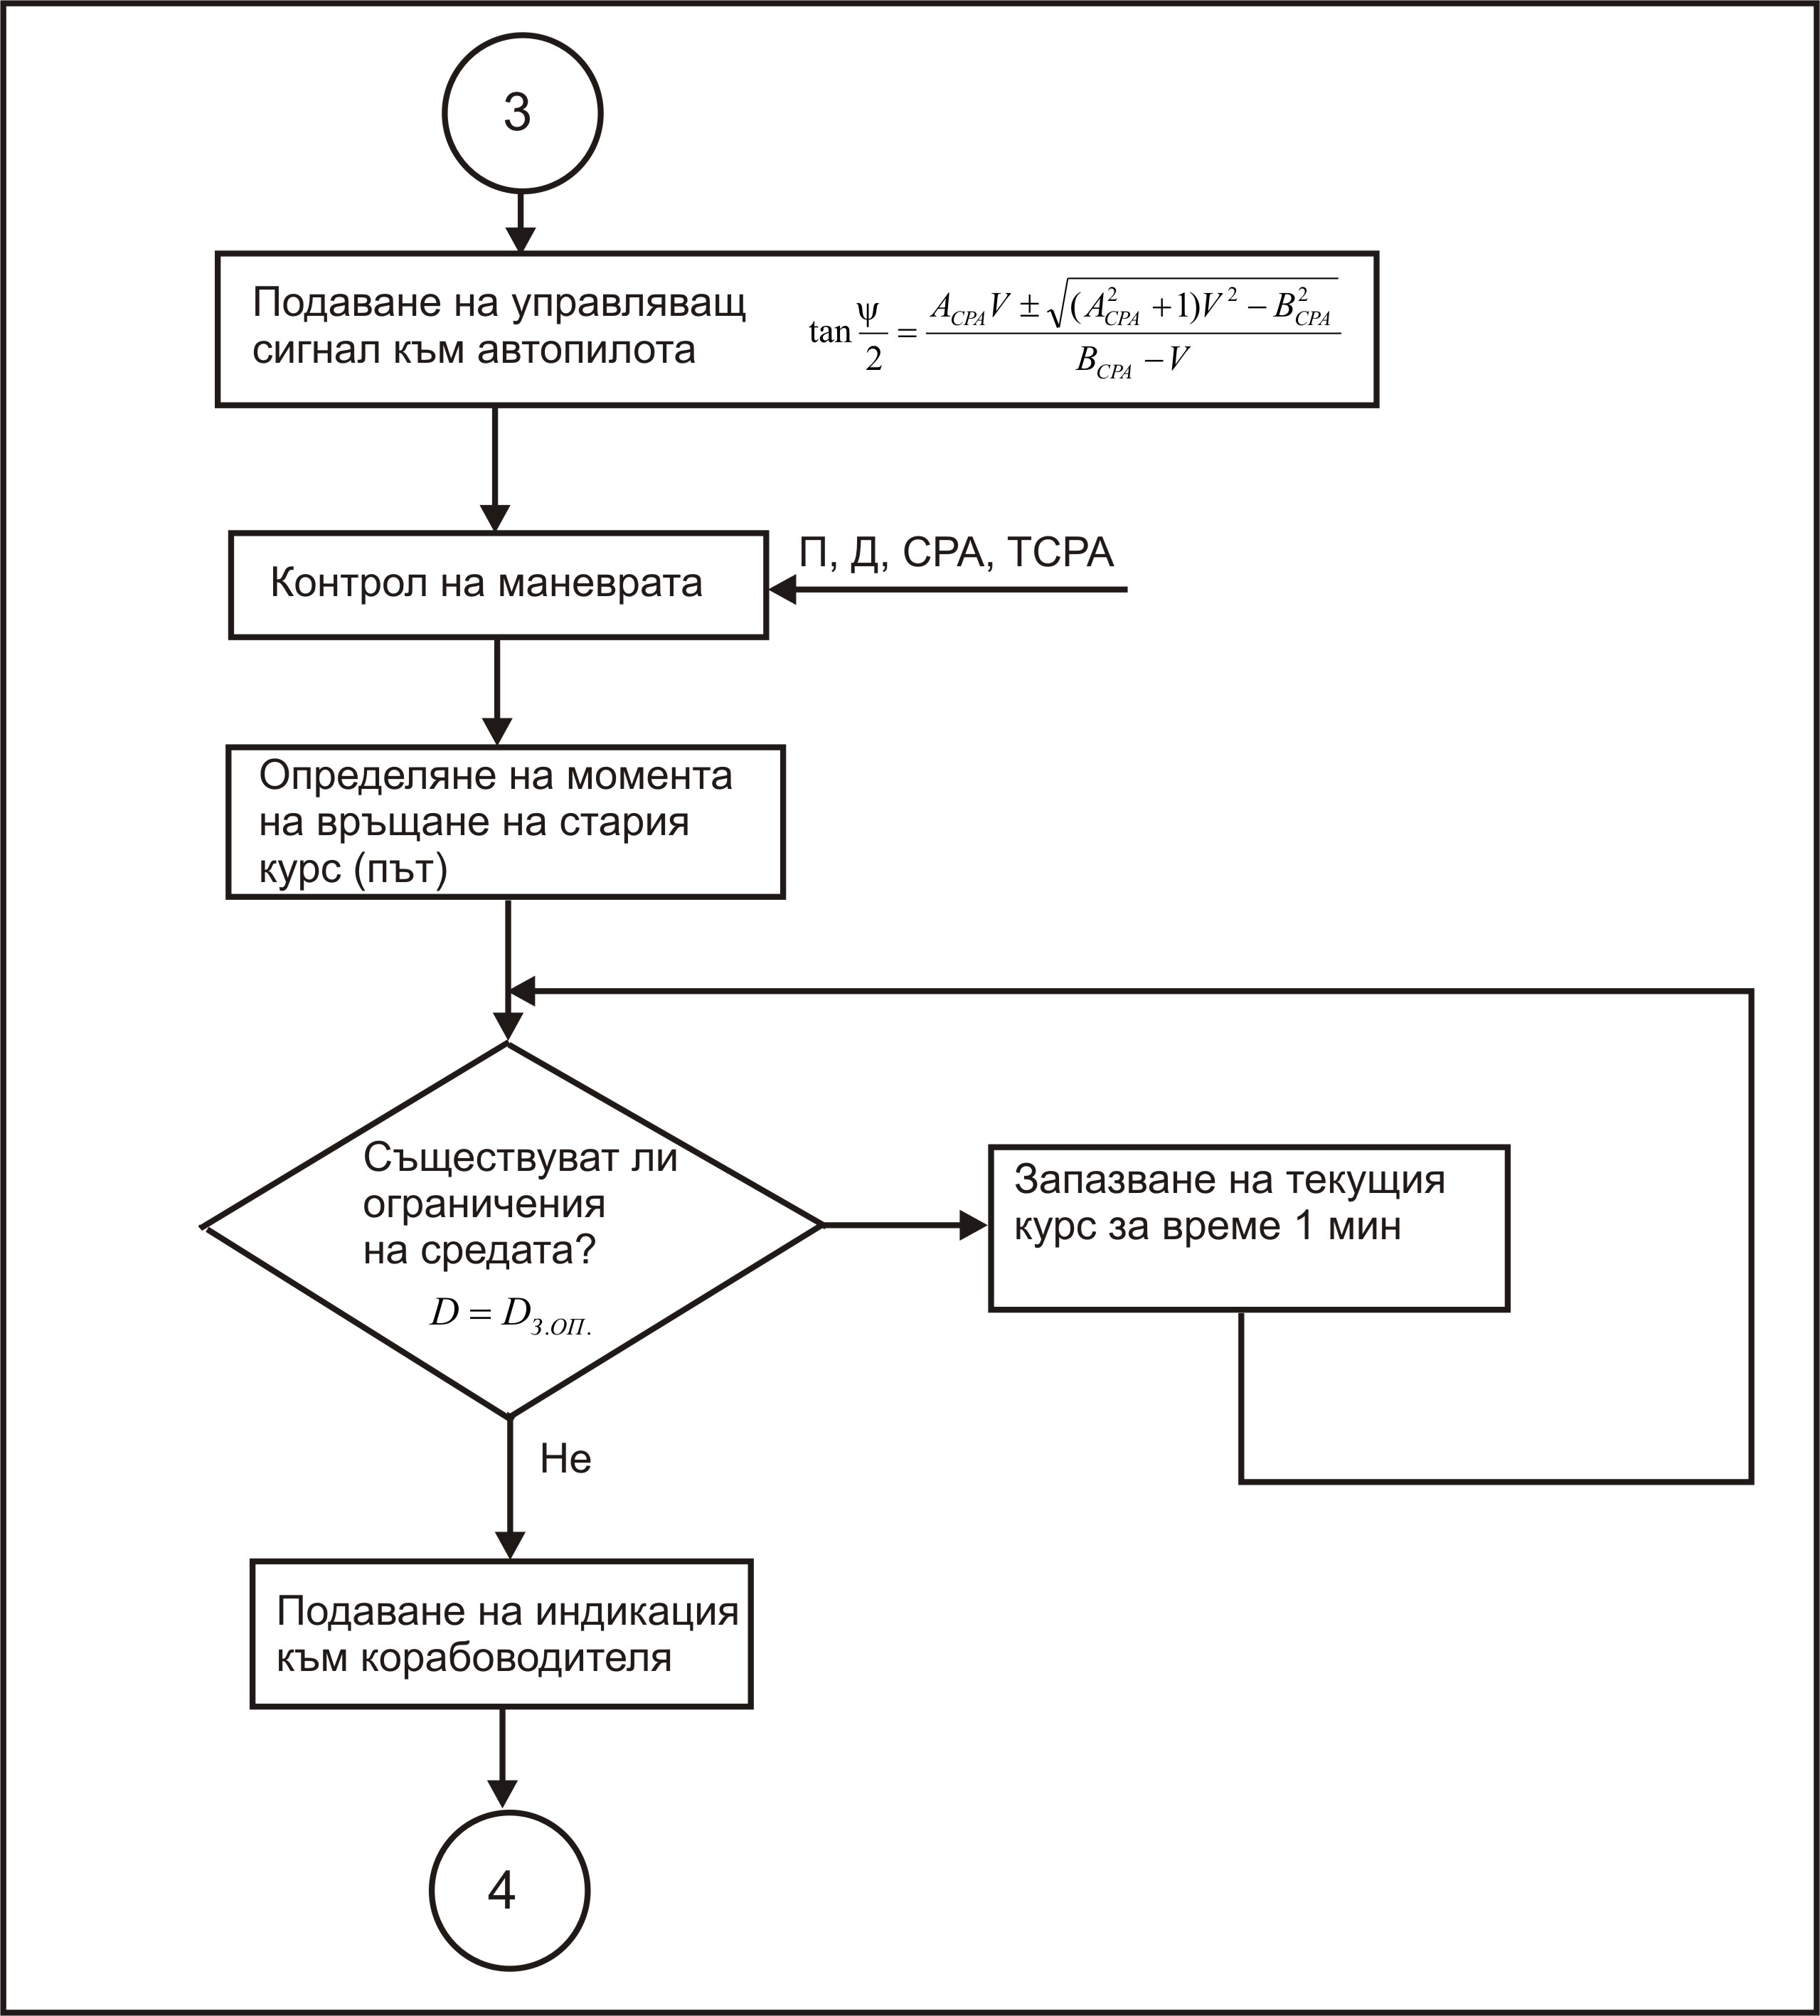 3
Подаване на управляващ
сигнал към автопилота
tan ψ/2 = (A_CPA V ± √((A²_CPA + 1)V² − B²_CPA)) / (B_CPA − V)
Контрол на маневрата
П, Д, CPA, TCPA
Определяне на момента
на връщане на стария
курс (път)
Съществуват ли
ограничения
на средата?
D = D_З.ОП.
Запазване на текущия
курс за време 1 мин
Не
Подаване на индикация
към корабоводителя
4